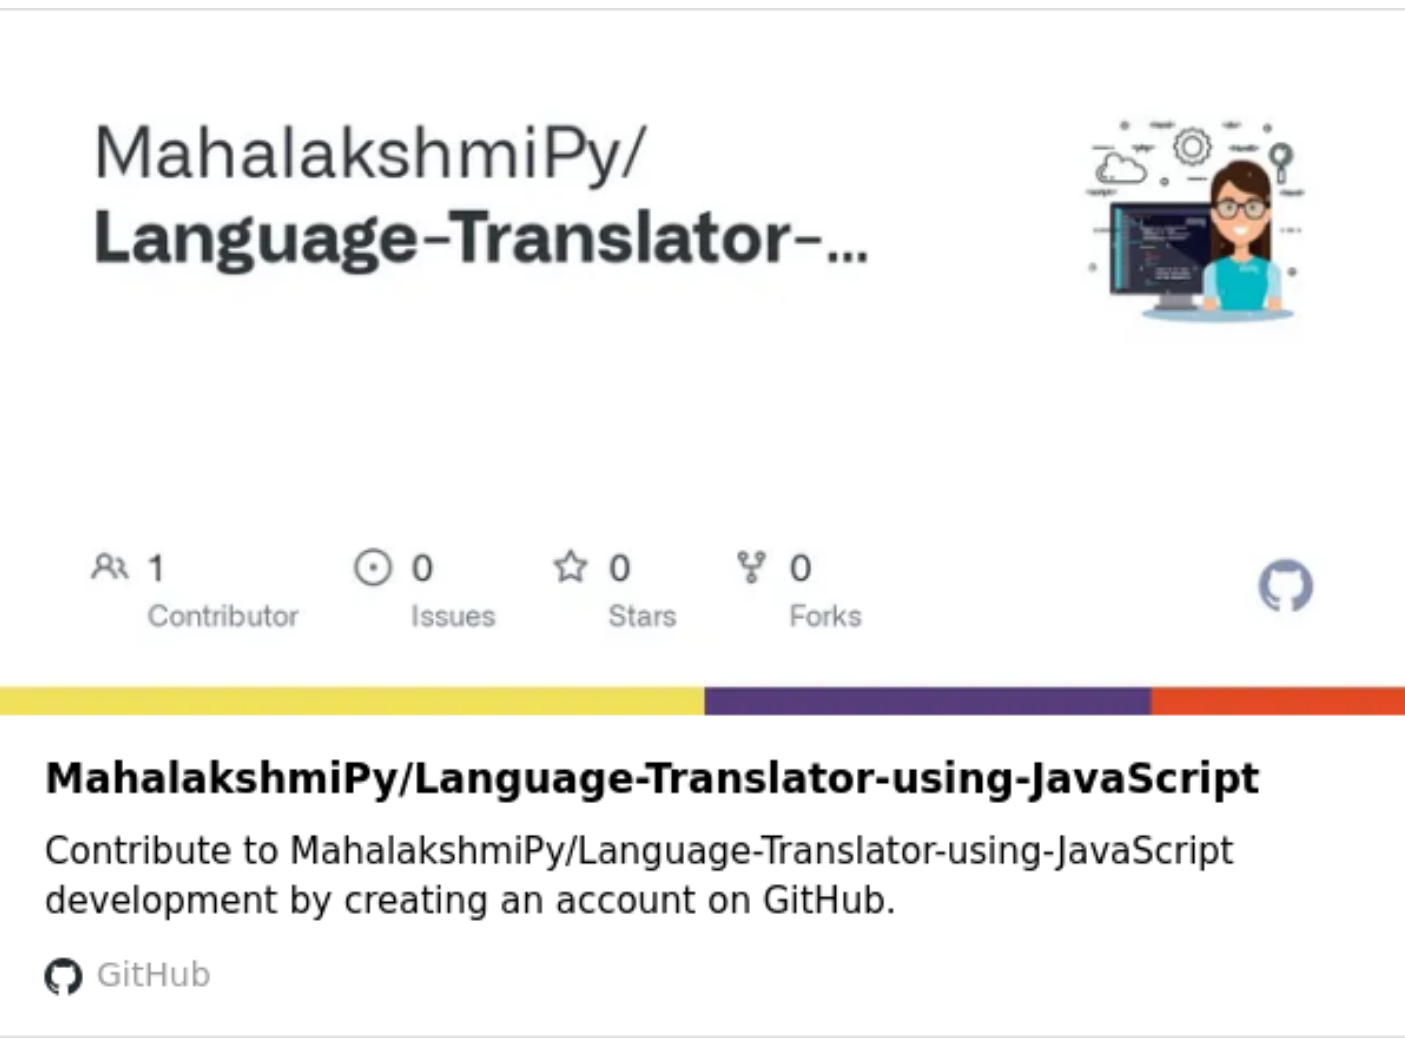 MahalakshmiPy/
Language-Translator-...
1
Contributor
0
Issues
0
Stars
0
Forks
MahalakshmiPy/Language-Translator-using-JavaScript
Contribute to MahalakshmiPy/Language-Translator-using-JavaScript
development by creating an account on GitHub.
GitHub